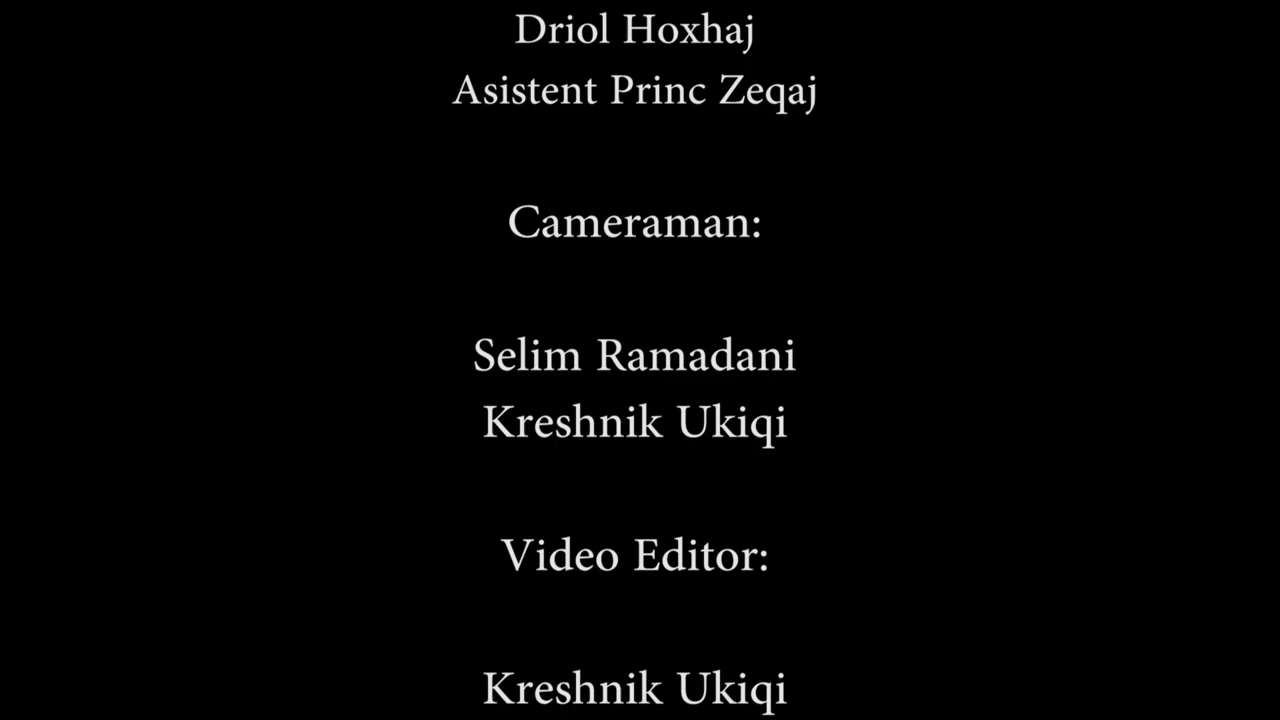 Driol Hoxhaj
Asistent Princ Zeqaj
Cameraman:
Selim Ramadani
Kreshnik Ukiqi
Video Editor:
Kreshnik Ukiqi